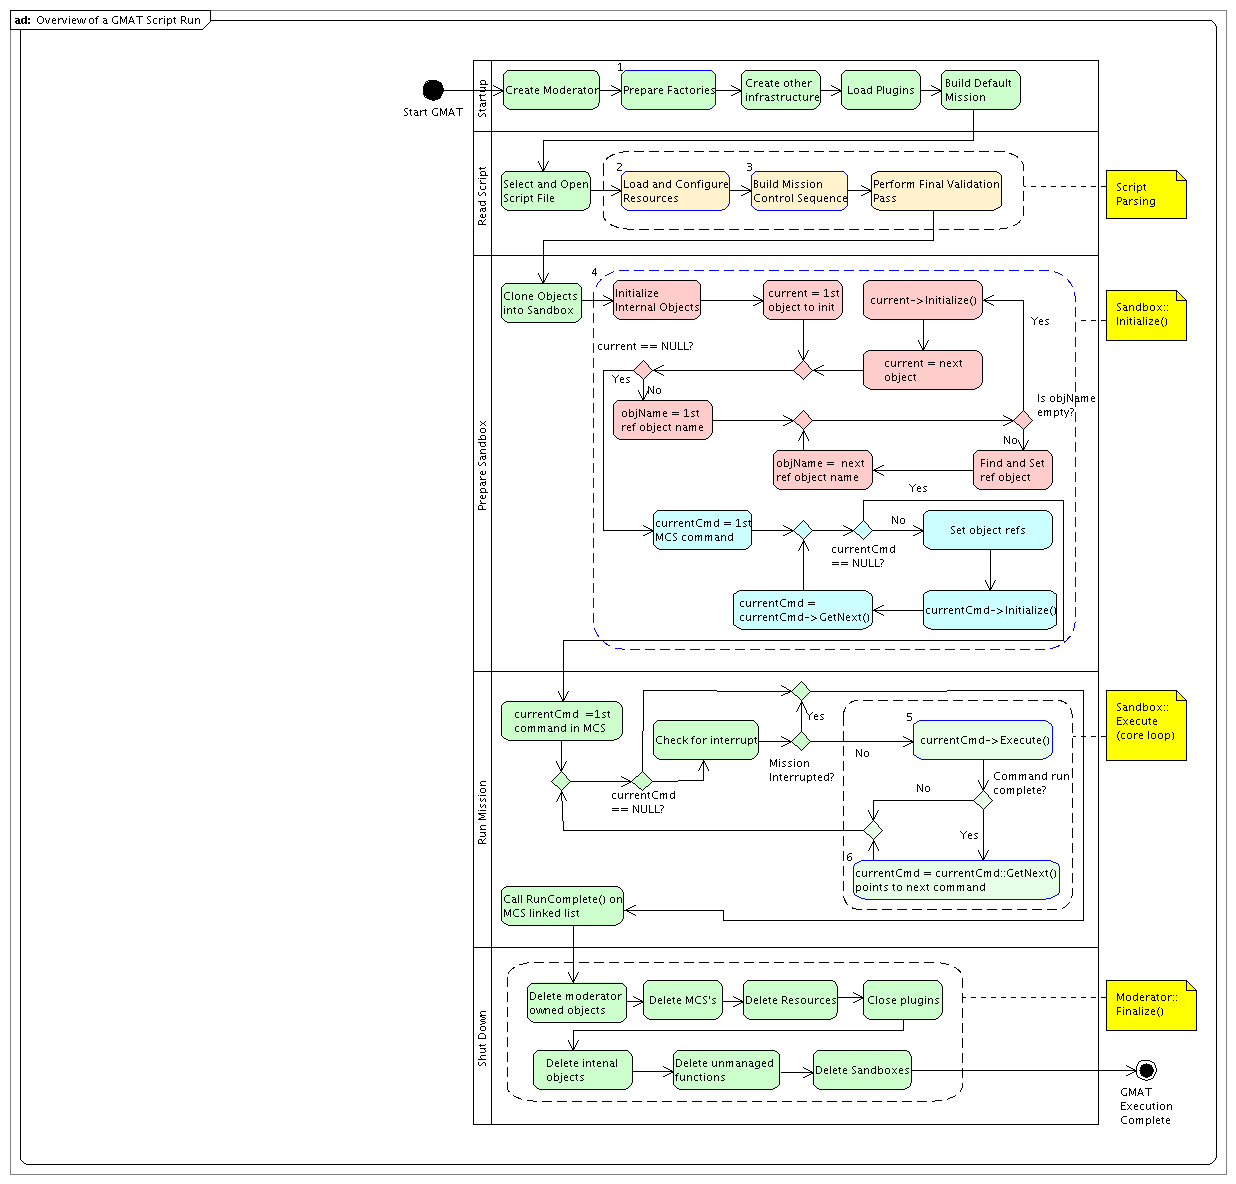 ad: Overview of a GMAT Script Run
Start GMAT
Startup
Create Moderator
1
Prepare Factories
Create other
infrastructure
Load Plugins
Build Default
Mission
Read Script
Select and Open
Script File
2
Load and Configure
Resources
3
Build Mission
Control Sequence
Perform Final Validation
Pass
Script
Parsing
Prepare Sandbox
Clone Objects
into Sandbox
4
Initialize
Internal Objects
current = 1st
object to init
current->Initialize()
Sandbox::
Initialize()
Yes
current == NULL?
current = next
object
Yes
No
objName = 1st
ref object name
Is objName
empty?
No
objName =  next
ref object name
Find and Set
ref object
Yes
currentCmd = 1st
MCS command
No
Set object refs
currentCmd
== NULL?
currentCmd =
currentCmd->GetNext()
currentCmd->Initialize()
Run Mission
currentCmd  =1st
command in MCS
Check for interrupt
Yes
5
currentCmd->Execute()
Sandbox::
Execute
(core loop)
No
Mission
Interrupted?
currentCmd
== NULL?
Command run
complete?
No
Yes
6
currentCmd = currentCmd::GetNext()
points to next command
Call RunComplete() on
MCS linked list
Shut Down
Delete moderator
owned objects
Delete MCS's
Delete Resources
Close plugins
Moderator::
Finalize()
Delete intenal
objects
Delete unmanaged
functions
Delete Sandboxes
GMAT
Execution
Complete